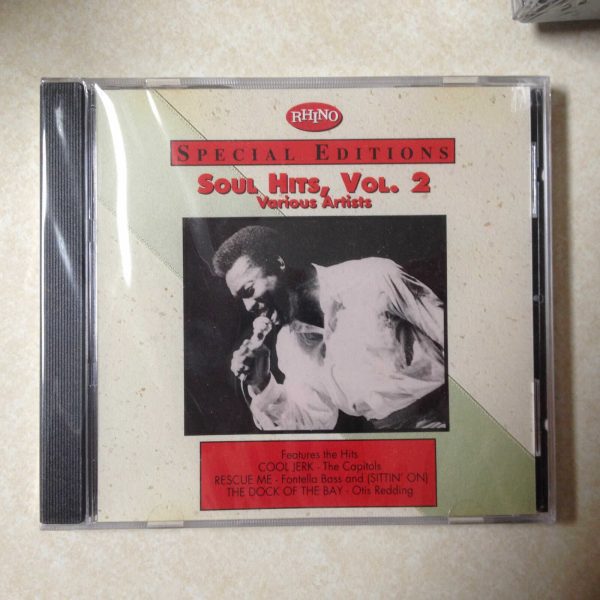 RHINO
SPECIAL EDITIONS
SOUL HITS, VOL. 2
Various Artists
Features the Hits
COOL JERK - The Capitols
RESCUE ME - Fontella Bass and (SITTIN' ON)
THE DOCK OF THE BAY - Otis Redding